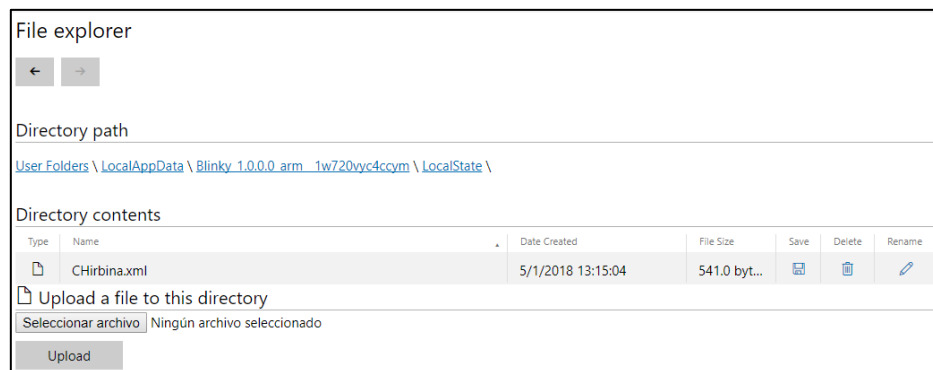 File explorer
Directory path
User Folders \ LocalAppData \ Blinky_1.0.0.0_arm__1w720vyc4ccym \ LocalState \
Directory contents
Type Name Date Created File Size Save Delete Rename
CHirbina.xml 5/1/2018 13:15:04 541.0 byt...
Upload a file to this directory
Seleccionar archivo Ningún archivo seleccionado
Upload